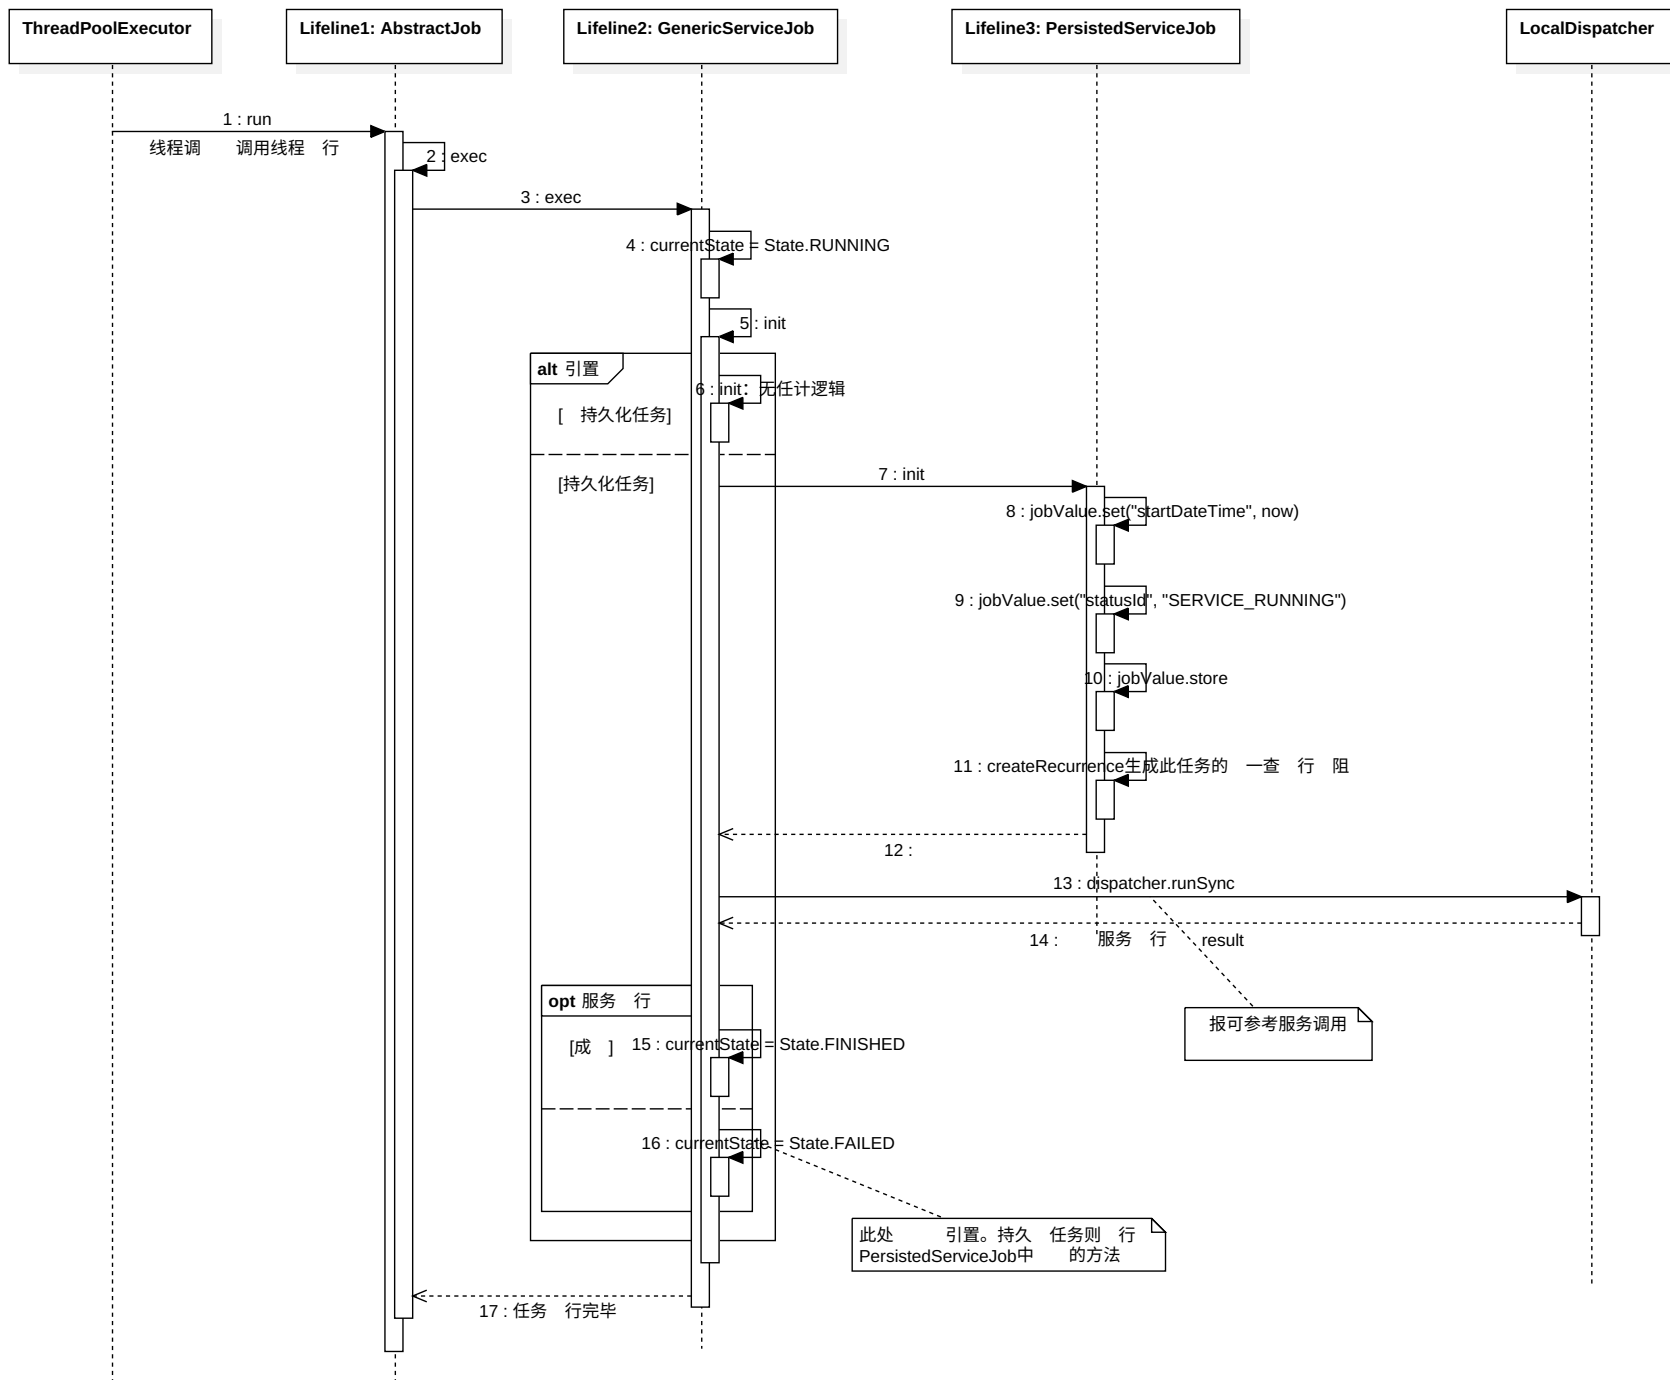 ThreadPoolExecutor
Lifeline1: AbstractJob
Lifeline2: GenericServiceJob
Lifeline3: PersistedServiceJob
LocalDispatcher
1 : run
线程调 调用线程 行
2 : exec
3 : exec
4 : currentState = State.RUNNING
5 : init
alt 引置
6 : init：无任计逻辑
[ 持久化任务]
[持久化任务]
7 : init
8 : jobValue.set("startDateTime", now)
9 : jobValue.set("statusId", "SERVICE_RUNNING")
10 : jobValue.store
11 : createRecurrence生成此任务的 一查 行 阻
12 :
13 : dispatcher.runSync
14 : 服务 行 result
opt 服务 行
报可参考服务调用
[成 ]
15 : currentState = State.FINISHED
16 : currentState = State.FAILED
此处 引置。持久 任务则 行
PersistedServiceJob中 的方法
17 : 任务 行完毕